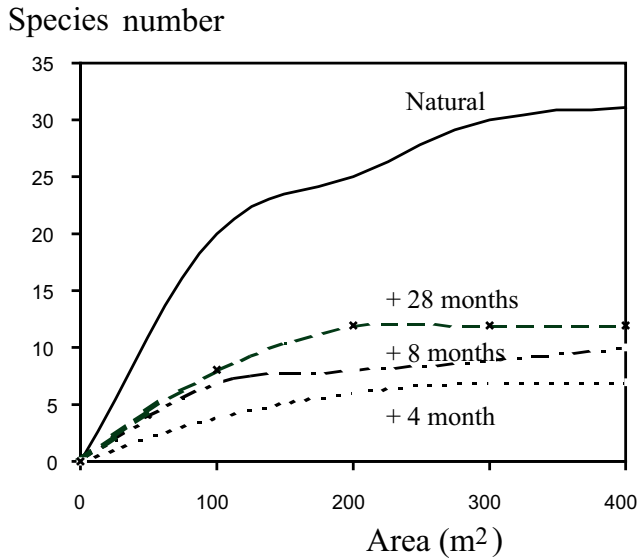 Species number
35
30
25
20
15
10
5
0
Natural
+ 28 months
+ 8 months
+ 4 month
0 100 200 300 400
Area (m²)